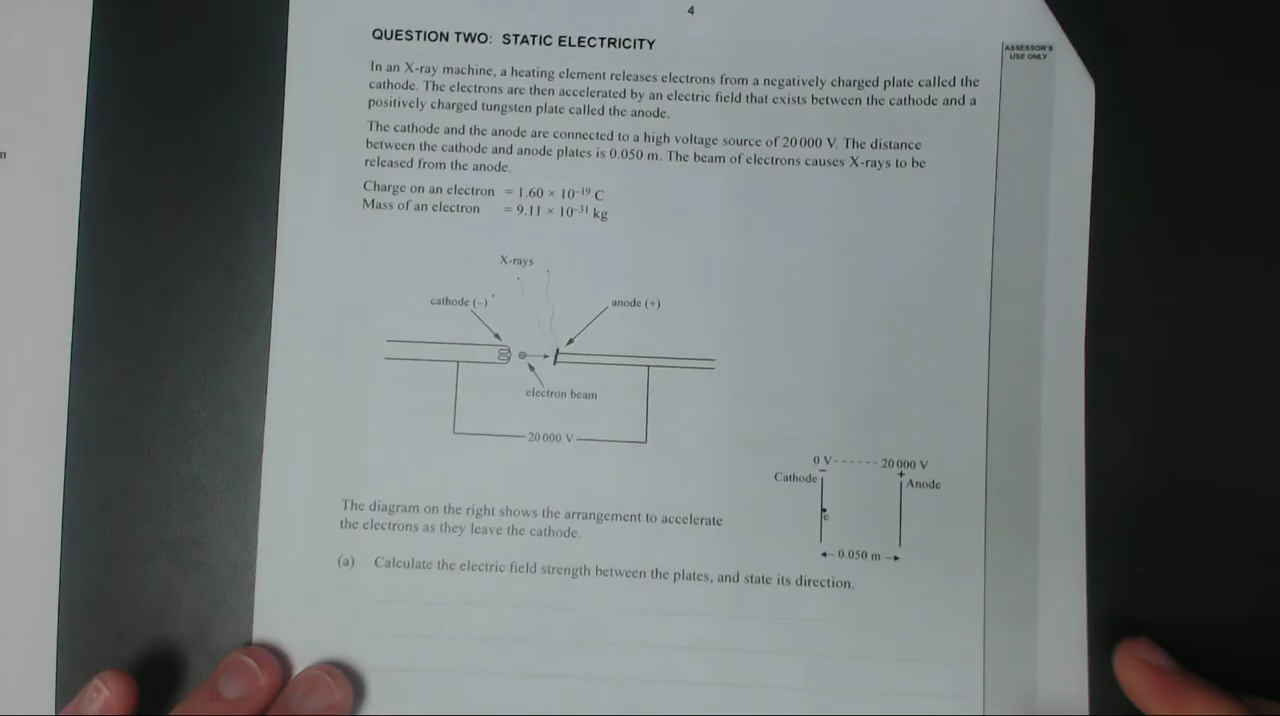 4
QUESTION TWO: STATIC ELECTRICITY
ASSESSOR'S
USE ONLY
In an X-ray machine, a heating element releases electrons from a negatively charged plate called the
cathode. The electrons are then accelerated by an electric field that exists between the cathode and a
positively charged tungsten plate called the anode.
The cathode and the anode are connected to a high voltage source of 20 000 V. The distance
between the cathode and anode plates is 0.050 m. The beam of electrons causes X-rays to be
released from the anode.
Charge on an electron = 1.60 × 10⁻¹⁹ C
Mass of an electron = 9.11 × 10⁻³¹ kg
X-rays
cathode (–)
anode (+)
electron beam
20 000 V
0 V ------ 20 000 V
– +
Cathode Anode
e
0.050 m
The diagram on the right shows the arrangement to accelerate
the electrons as they leave the cathode.
(a) Calculate the electric field strength between the plates, and state its direction.